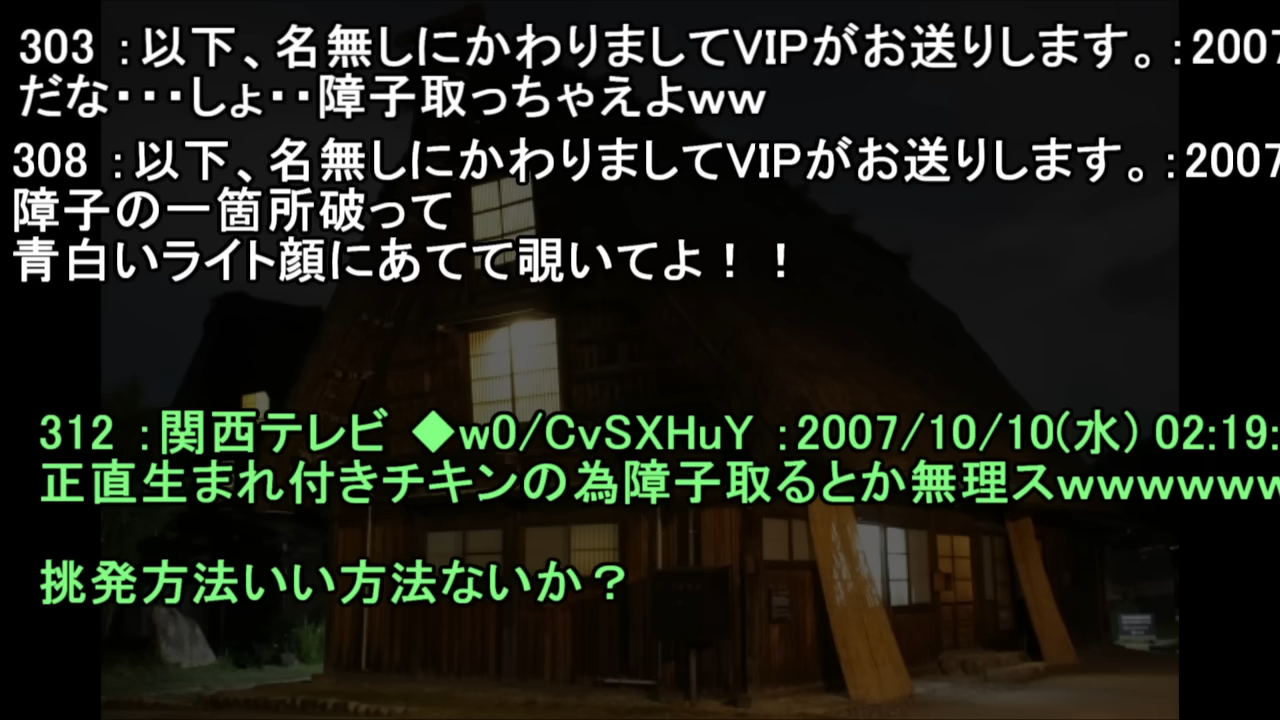 303 ：以下、名無しにかわりましてVIPがお送りします。：2007
だな・・・しょ・・障子取っちゃえよww
308 ：以下、名無しにかわりましてVIPがお送りします。：2007
障子の一箇所破って
青白いライト顔にあてて覗いてよ！！
312 ：関西テレビ ◆w0/CvSXHuY ：2007/10/10(水) 02:19:
正直生まれ付きチキンの為障子取るとか無理スwwwwwww
挑発方法いい方法ないか？